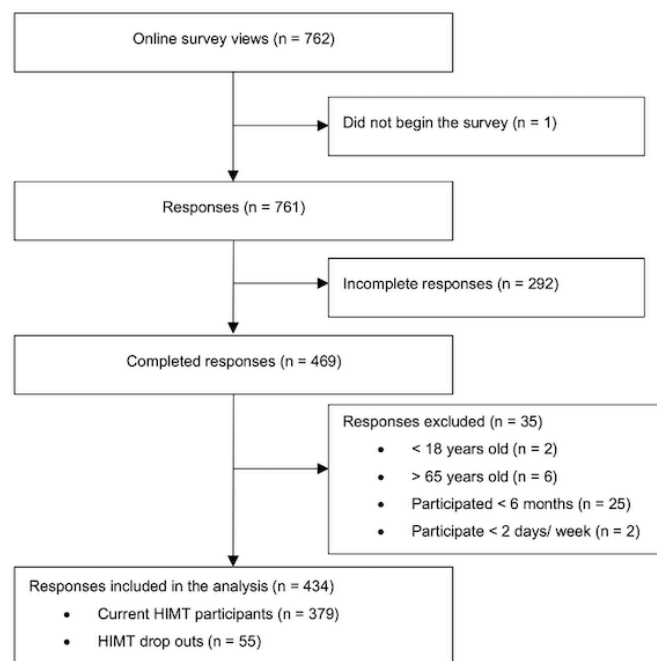 Online survey views (n = 762)
Did not begin the survey (n = 1)
Responses (n = 761)
Incomplete responses (n = 292)
Completed responses (n = 469)
Responses excluded (n = 35)
• < 18 years old (n = 2)
• > 65 years old (n = 6)
• Participated < 6 months (n = 25)
• Participate < 2 days/ week (n = 2)
Responses included in the analysis (n = 434)
• Current HIMT participants (n = 379)
• HIMT drop outs (n = 55)